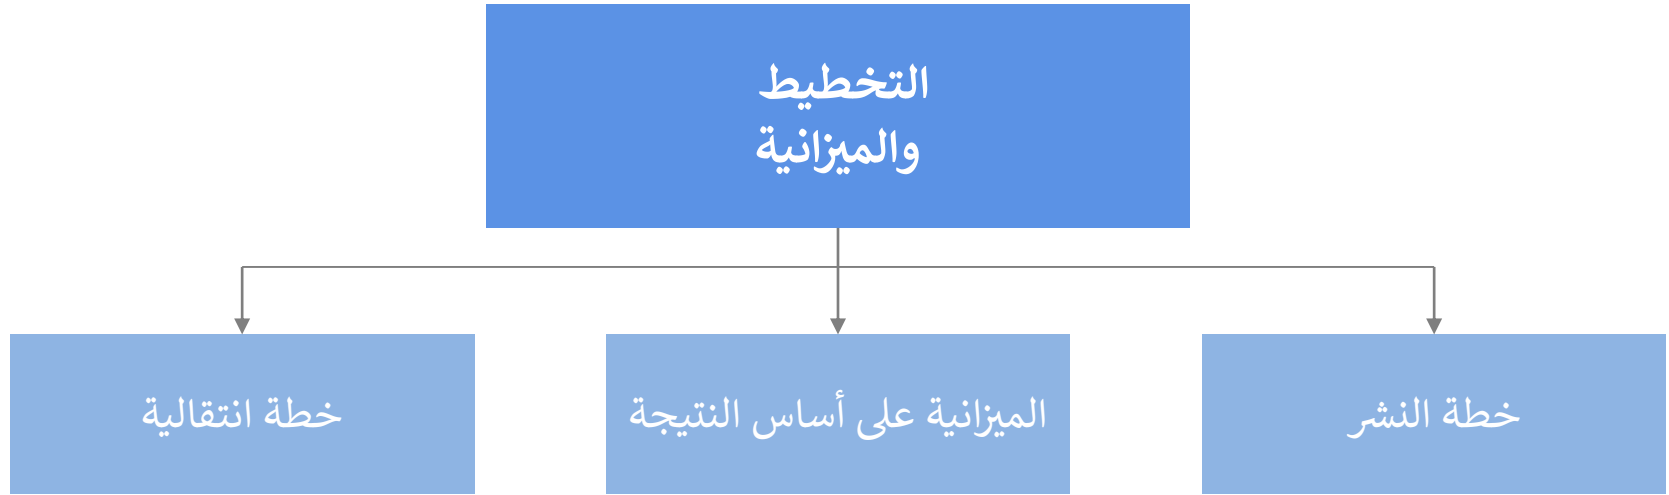 التخطيط
والميزانية
خطة النشر
الميزانية على أساس النتيجة
خطة انتقالية